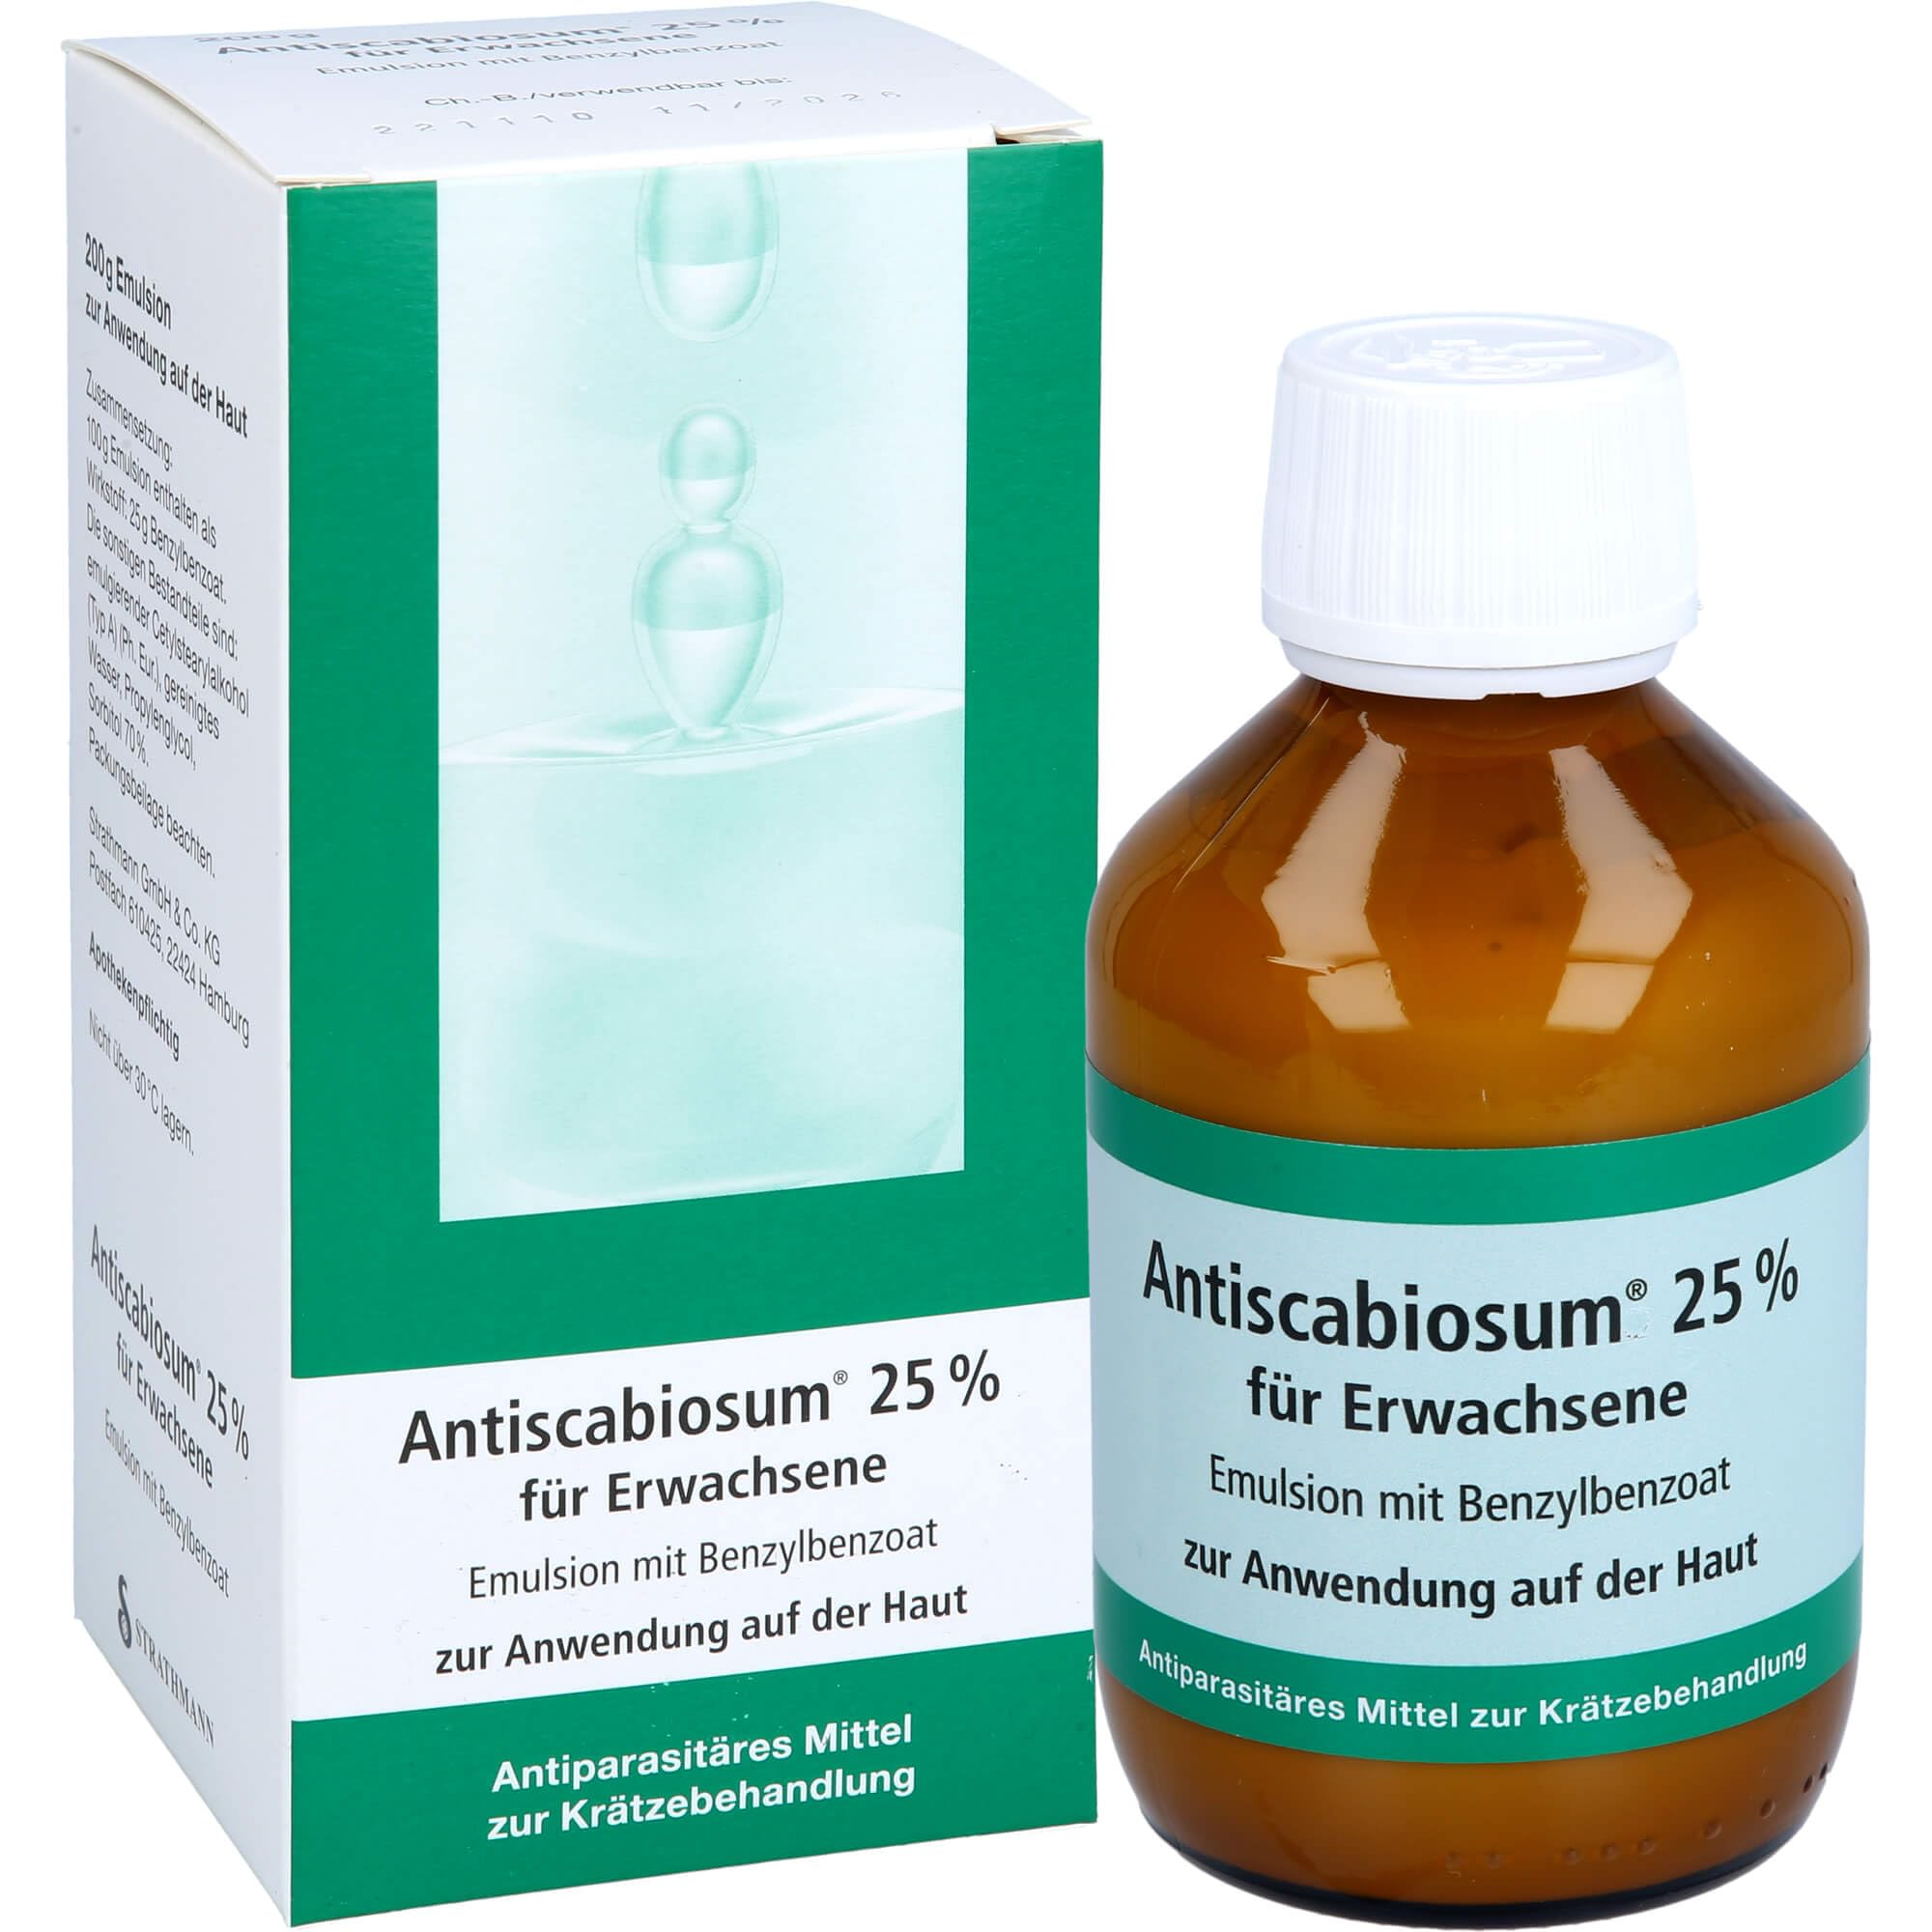 200 g
Antiscabiosum® 25 %
für Erwachsene
Emulsion mit Benzylbenzoat
Ch.-B./verwendbar bis:
221110 11/2026
200g Emulsion
zur Anwendung auf der Haut
Zusammensetzung:
100g Emulsion enthalten als
Wirkstoff: 25g Benzylbenzoat.
Die sonstigen Bestandteile sind:
emulgierender Cetylstearylalkohol
(Typ A) (Ph. Eur.), gereinigtes
Wasser, Propylenglycol,
Sorbitol 70%.
Packungsbeilage beachten.
Strathmann GmbH & Co. KG
Postfach 610425, 22424 Hamburg
Apothekenpflichtig
Nicht über 30°C lagern.
Antiscabiosum® 25%
für Erwachsene
Emulsion mit Benzylbenzoat
STRATHMANN
Antiscabiosum® 25 %
für Erwachsene
Emulsion mit Benzylbenzoat
zur Anwendung auf der Haut
Antiparasitäres Mittel
zur Krätzebehandlung
Antiscabiosum® 25 %
für Erwachsene
Emulsion mit Benzylbenzoat
zur Anwendung auf der Haut
Antiparasitäres Mittel zur Krätzebehandlung